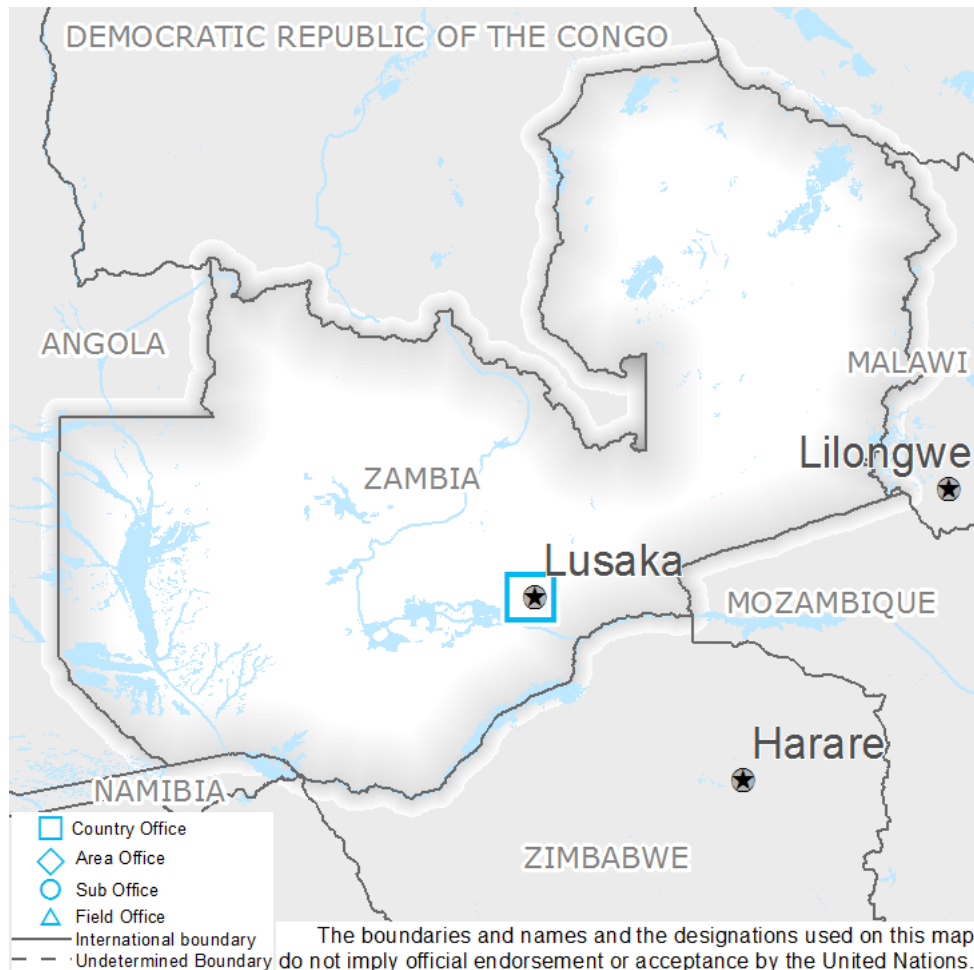 DEMOCRATIC REPUBLIC OF THE CONGO
ANGOLA
MALAWI
Lilongwe
ZAMBIA
Lusaka
MOZAMBIQUE
Harare
NAMIBIA
ZIMBABWE
Country Office
Area Office
Sub Office
Field Office
International boundary
Undetermined Boundary
The boundaries and names and the designations used on this map
do not imply official endorsement or acceptance by the United Nations.